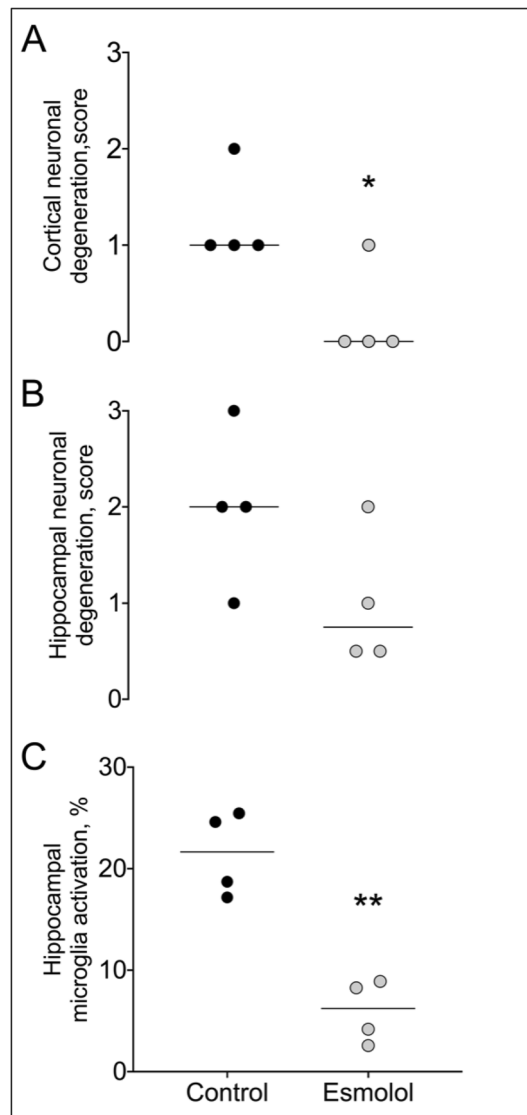 A
Cortical neuronal
degeneration,score
3
2
1
0
*
B
Hippocampal neuronal
degeneration, score
3
2
1
0
C
Hippocampal
microglia activation, %
30
20
10
0
**
Control Esmolol